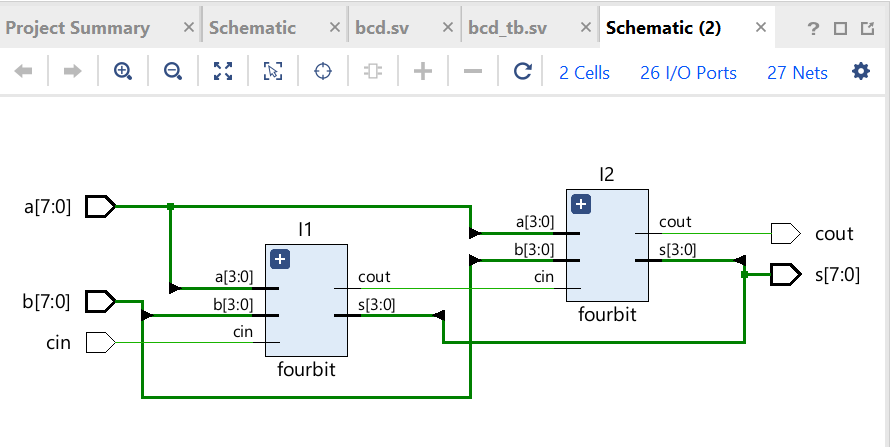 Project Summary × Schematic × bcd.sv × bcd_tb.sv × Schematic (2) × ?
2 Cells 26 I/O Ports 27 Nets
I2
a[7:0]
a[3:0] cout cout
I1
b[3:0] s[3:0]
a[3:0] cout cin s[7:0]
b[7:0] b[3:0] s[3:0]
fourbit
cin cin
fourbit